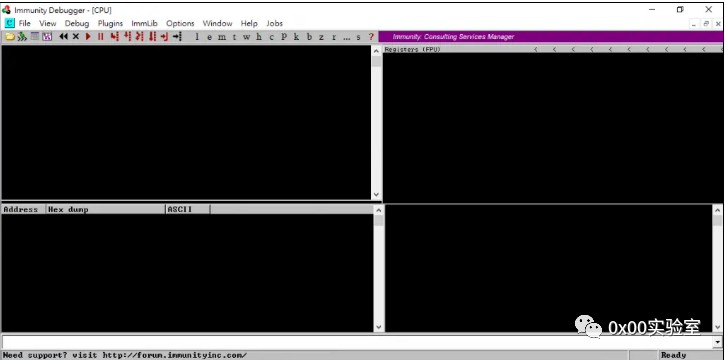 Immunity Debugger - [CPU]
C File View Debug Plugins ImmLib Options Window Help Jobs
l e m t w h c P k b z r ... s ? Immunity: Consulting Services Manager
Registers (FPU) < < < < < < < < < < <
Address Hex dump ASCII
0x00实验室
Need support? visit http://forum.immunityinc.com/ Ready